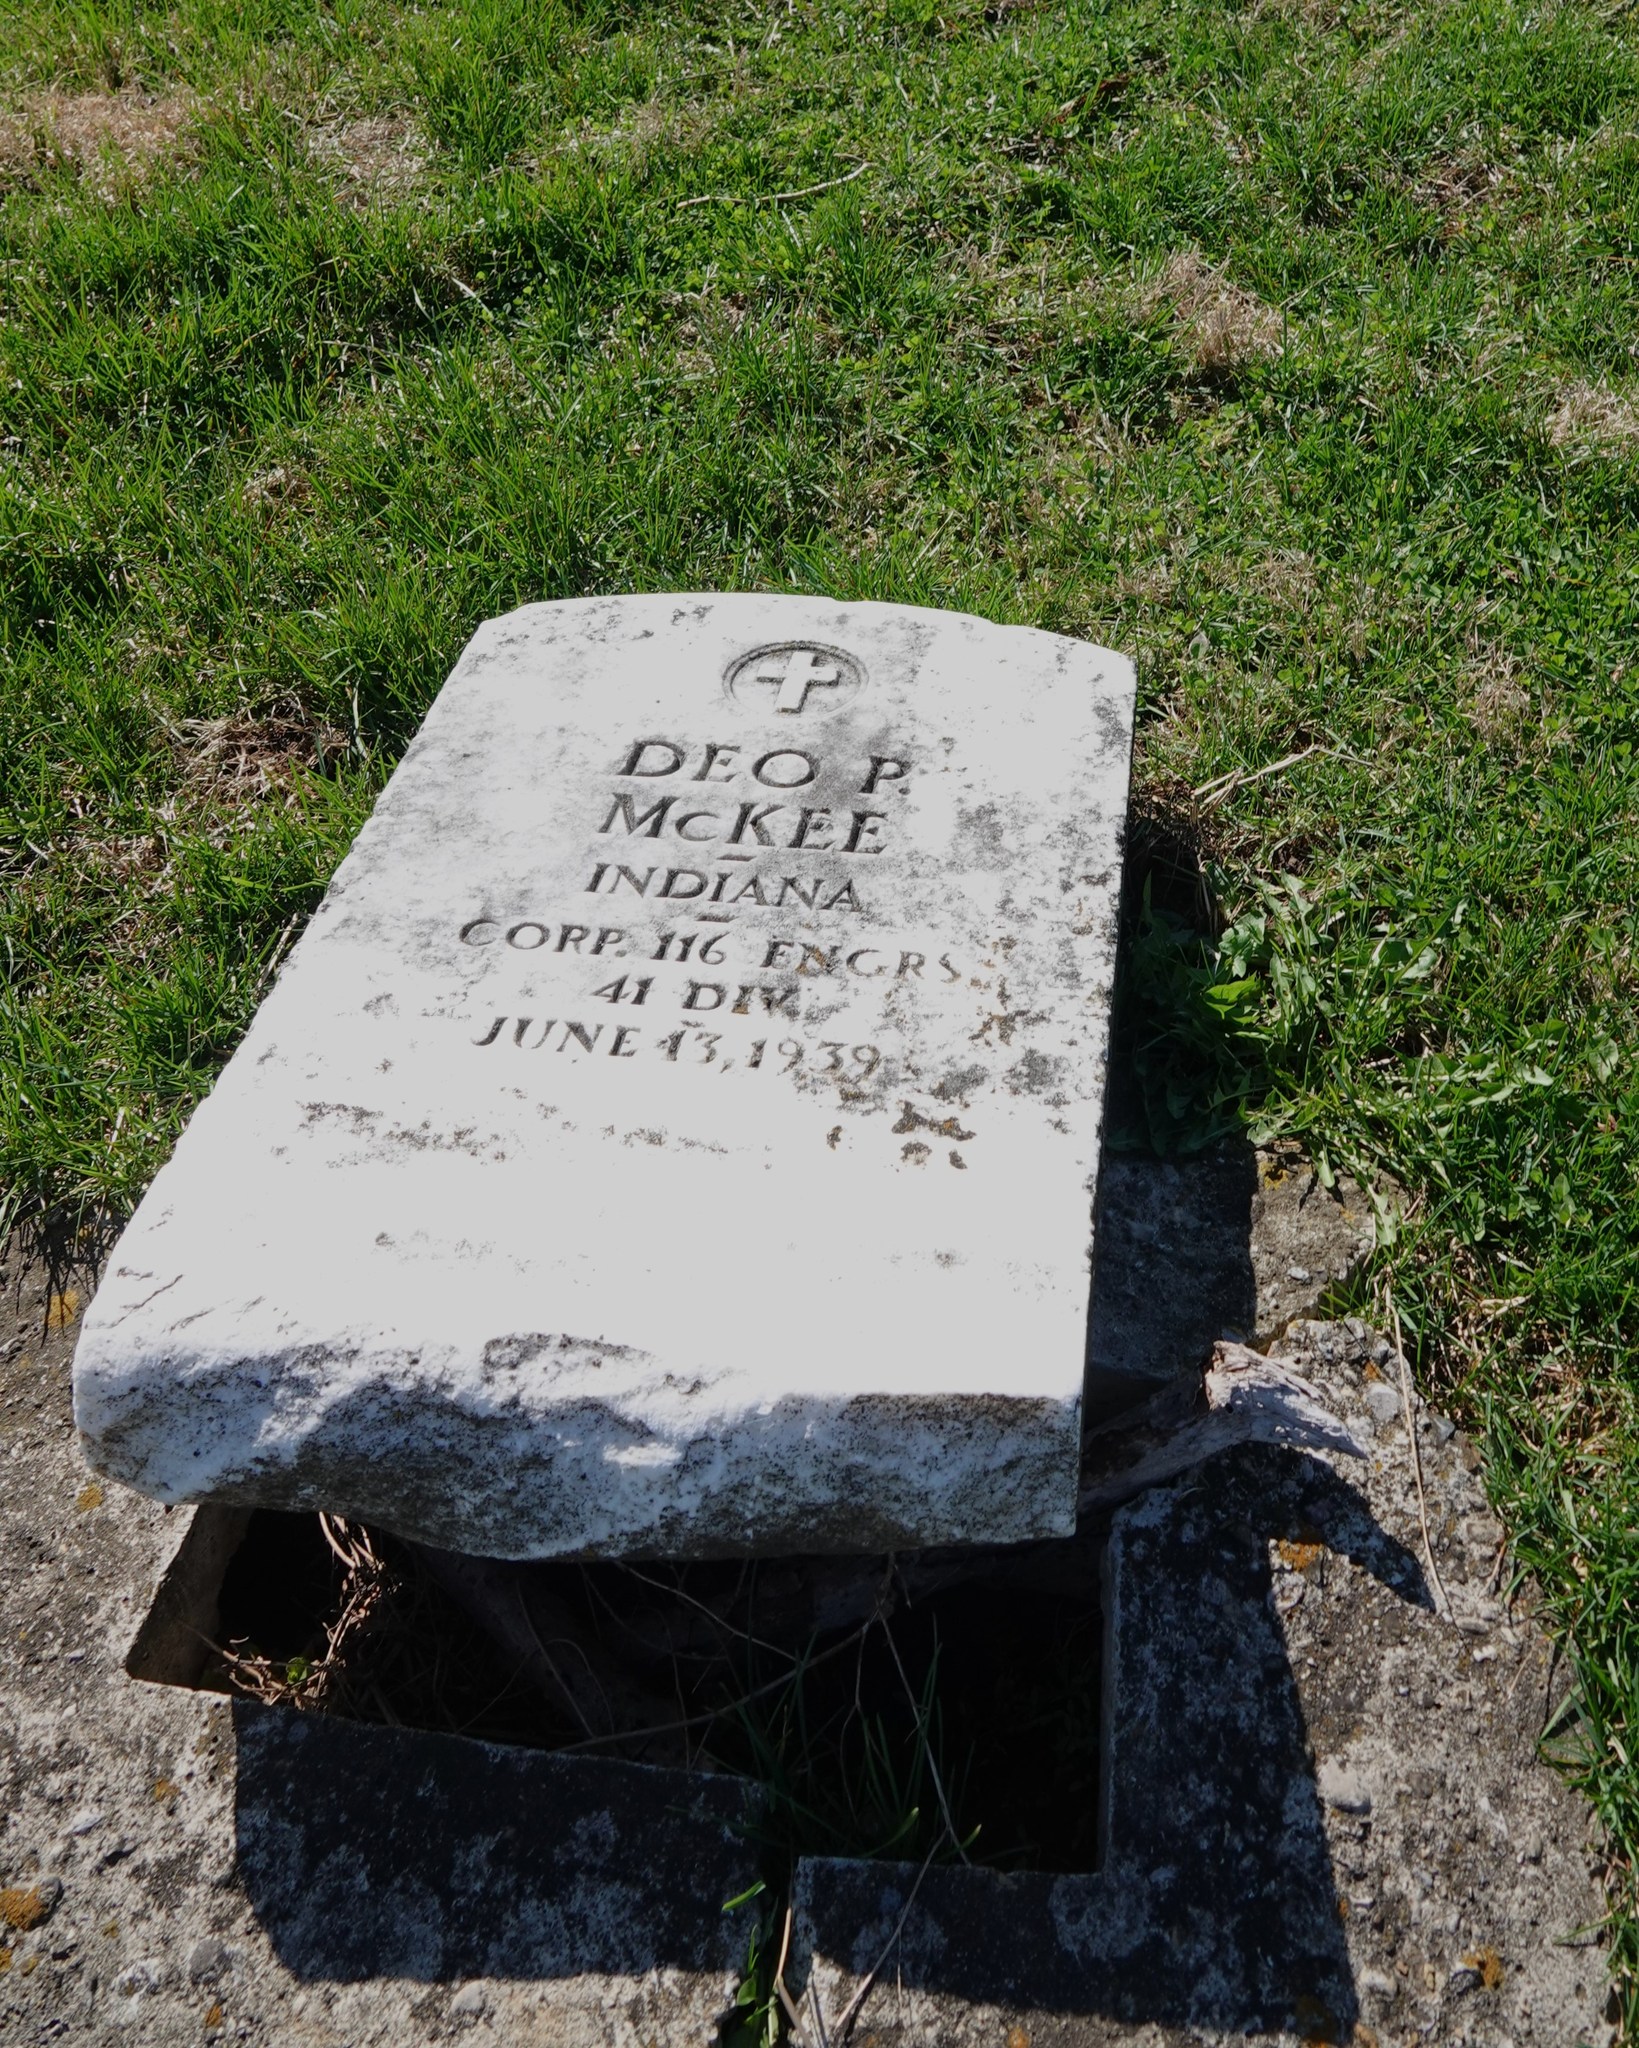 DEO P.
McKEE
INDIANA
CORP. 116 ENGRS.
41 DIV.
JUNE 13, 1939